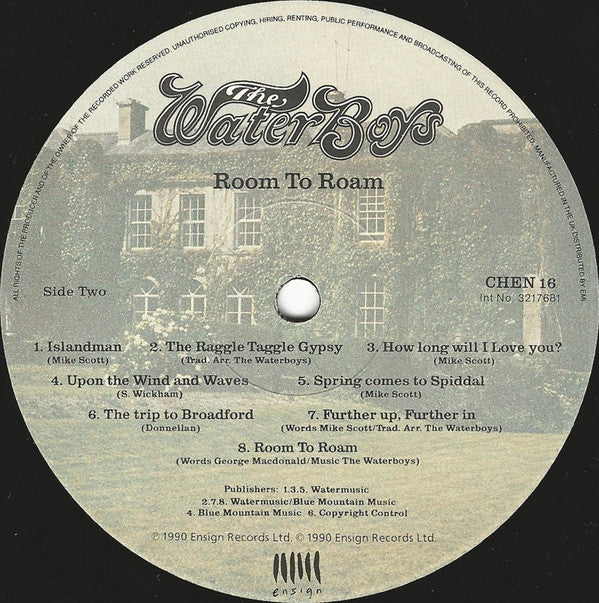 ALL RIGHTS OF THE PRODUCER AND OF THE OWNER OF THE RECORDED WORK RESERVED. UNAUTHORISED COPYING, HIRING, RENTING, PUBLIC PERFORMANCE AND BROADCASTING OF THIS RECORD PROHIBITED. MANUFACTURED IN THE UK DISTRIBUTED BY EMI
The
WaterBoys
Room To Roam
Side Two
CHEN 16
Int No. 3217681
1. Islandman 2. The Raggle Taggle Gypsy 3. How long will I Love you?
(Mike Scott) (Trad. Arr. The Waterboys) (Mike Scott)
4. Upon the Wind and Waves 5. Spring comes to Spiddal
(S. Wickham) (Mike Scott)
6. The trip to Broadford 7. Further up, Further in
(Donnellan) (Words Mike Scott/Trad. Arr. The Waterboys)
8. Room To Roam
(Words George Macdonald/Music The Waterboys)
Publishers: 1.3.5. Watermusic
2.7.8. Watermusic/Blue Mountain Music
4. Blue Mountain Music 6. Copyright Control
℗ 1990 Ensign Records Ltd. © 1990 Ensign Records Ltd.
ensign